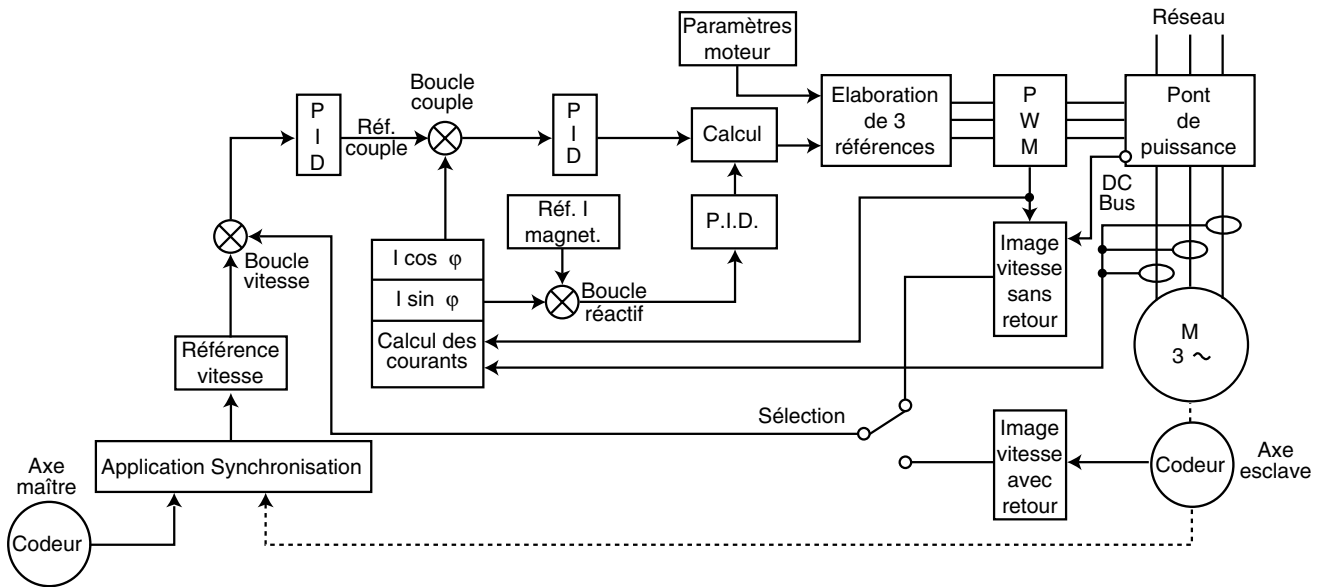 Réseau
Paramètres
moteur
Boucle
couple
P
I
D
Réf.
couple
P
I
D
Calcul
Elaboration
de 3
références
P
W
M
Pont
de
puissance
DC
Bus
Réf. I
magnet.
P.I.D.
Image
vitesse
sans
retour
Boucle
vitesse
I cos φ
I sin φ
Calcul des
courants
Boucle
réactif
M
3 ~
Référence
vitesse
Sélection
Image
vitesse
avec
retour
Codeur
Axe
esclave
Application Synchronisation
Axe
maître
Codeur